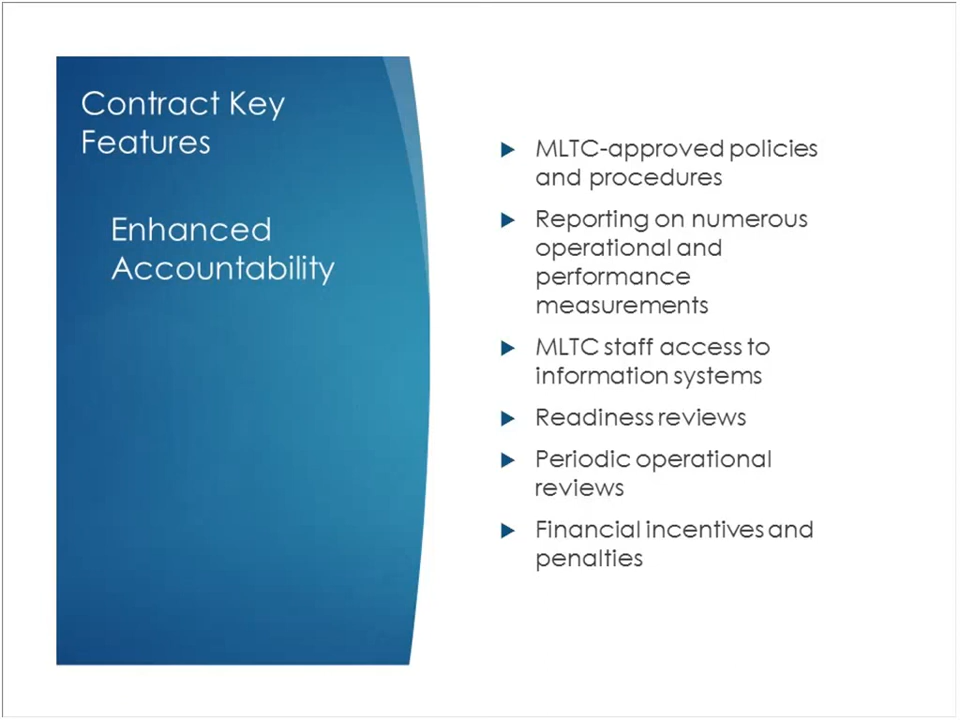 Contract Key
Features
Enhanced
Accountability
MLTC-approved policies
and procedures
Reporting on numerous
operational and
performance
measurements
MLTC staff access to
information systems
Readiness reviews
Periodic operational
reviews
Financial incentives and
penalties